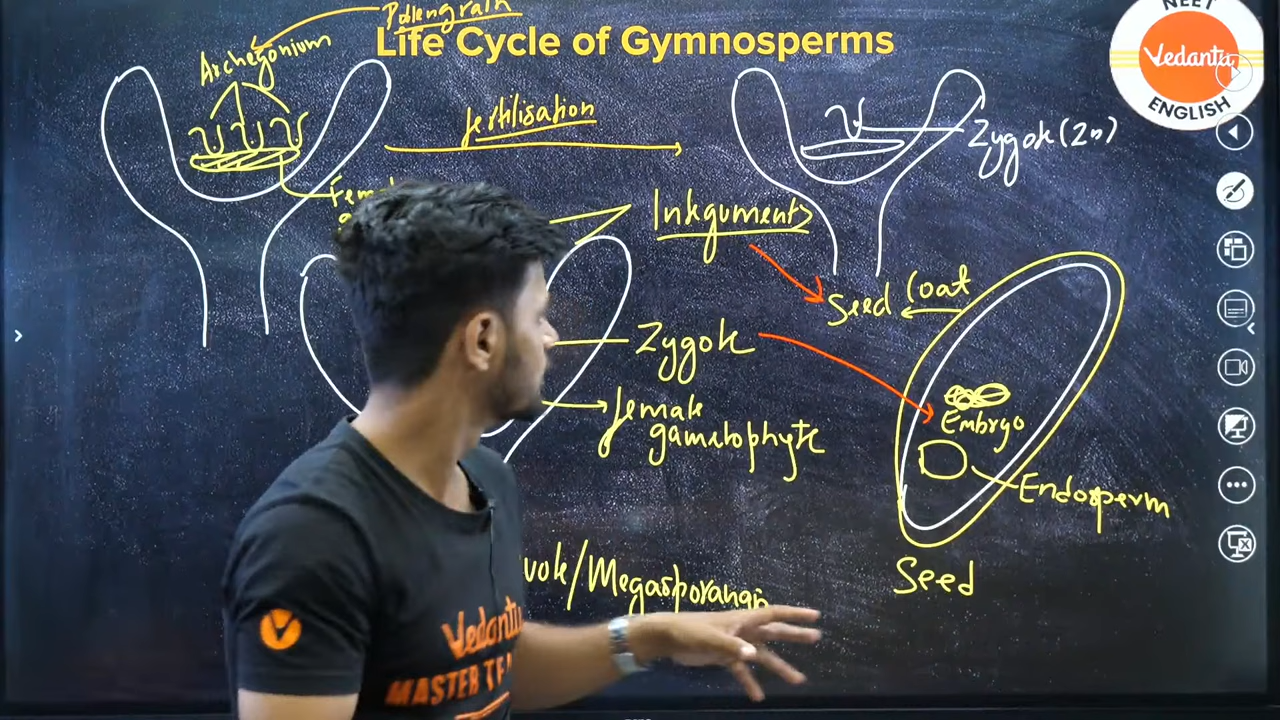 Pollengrain
Life Cycle of Gymnosperms
NEET
Vedantu
ENGLISH
Archegonium
fertilisation
Zygote (2n)
Integuments
Seed Coat
Zygote
female
gametophyte
Embryo
Endosperm
Seed
Vedantu
MASTER